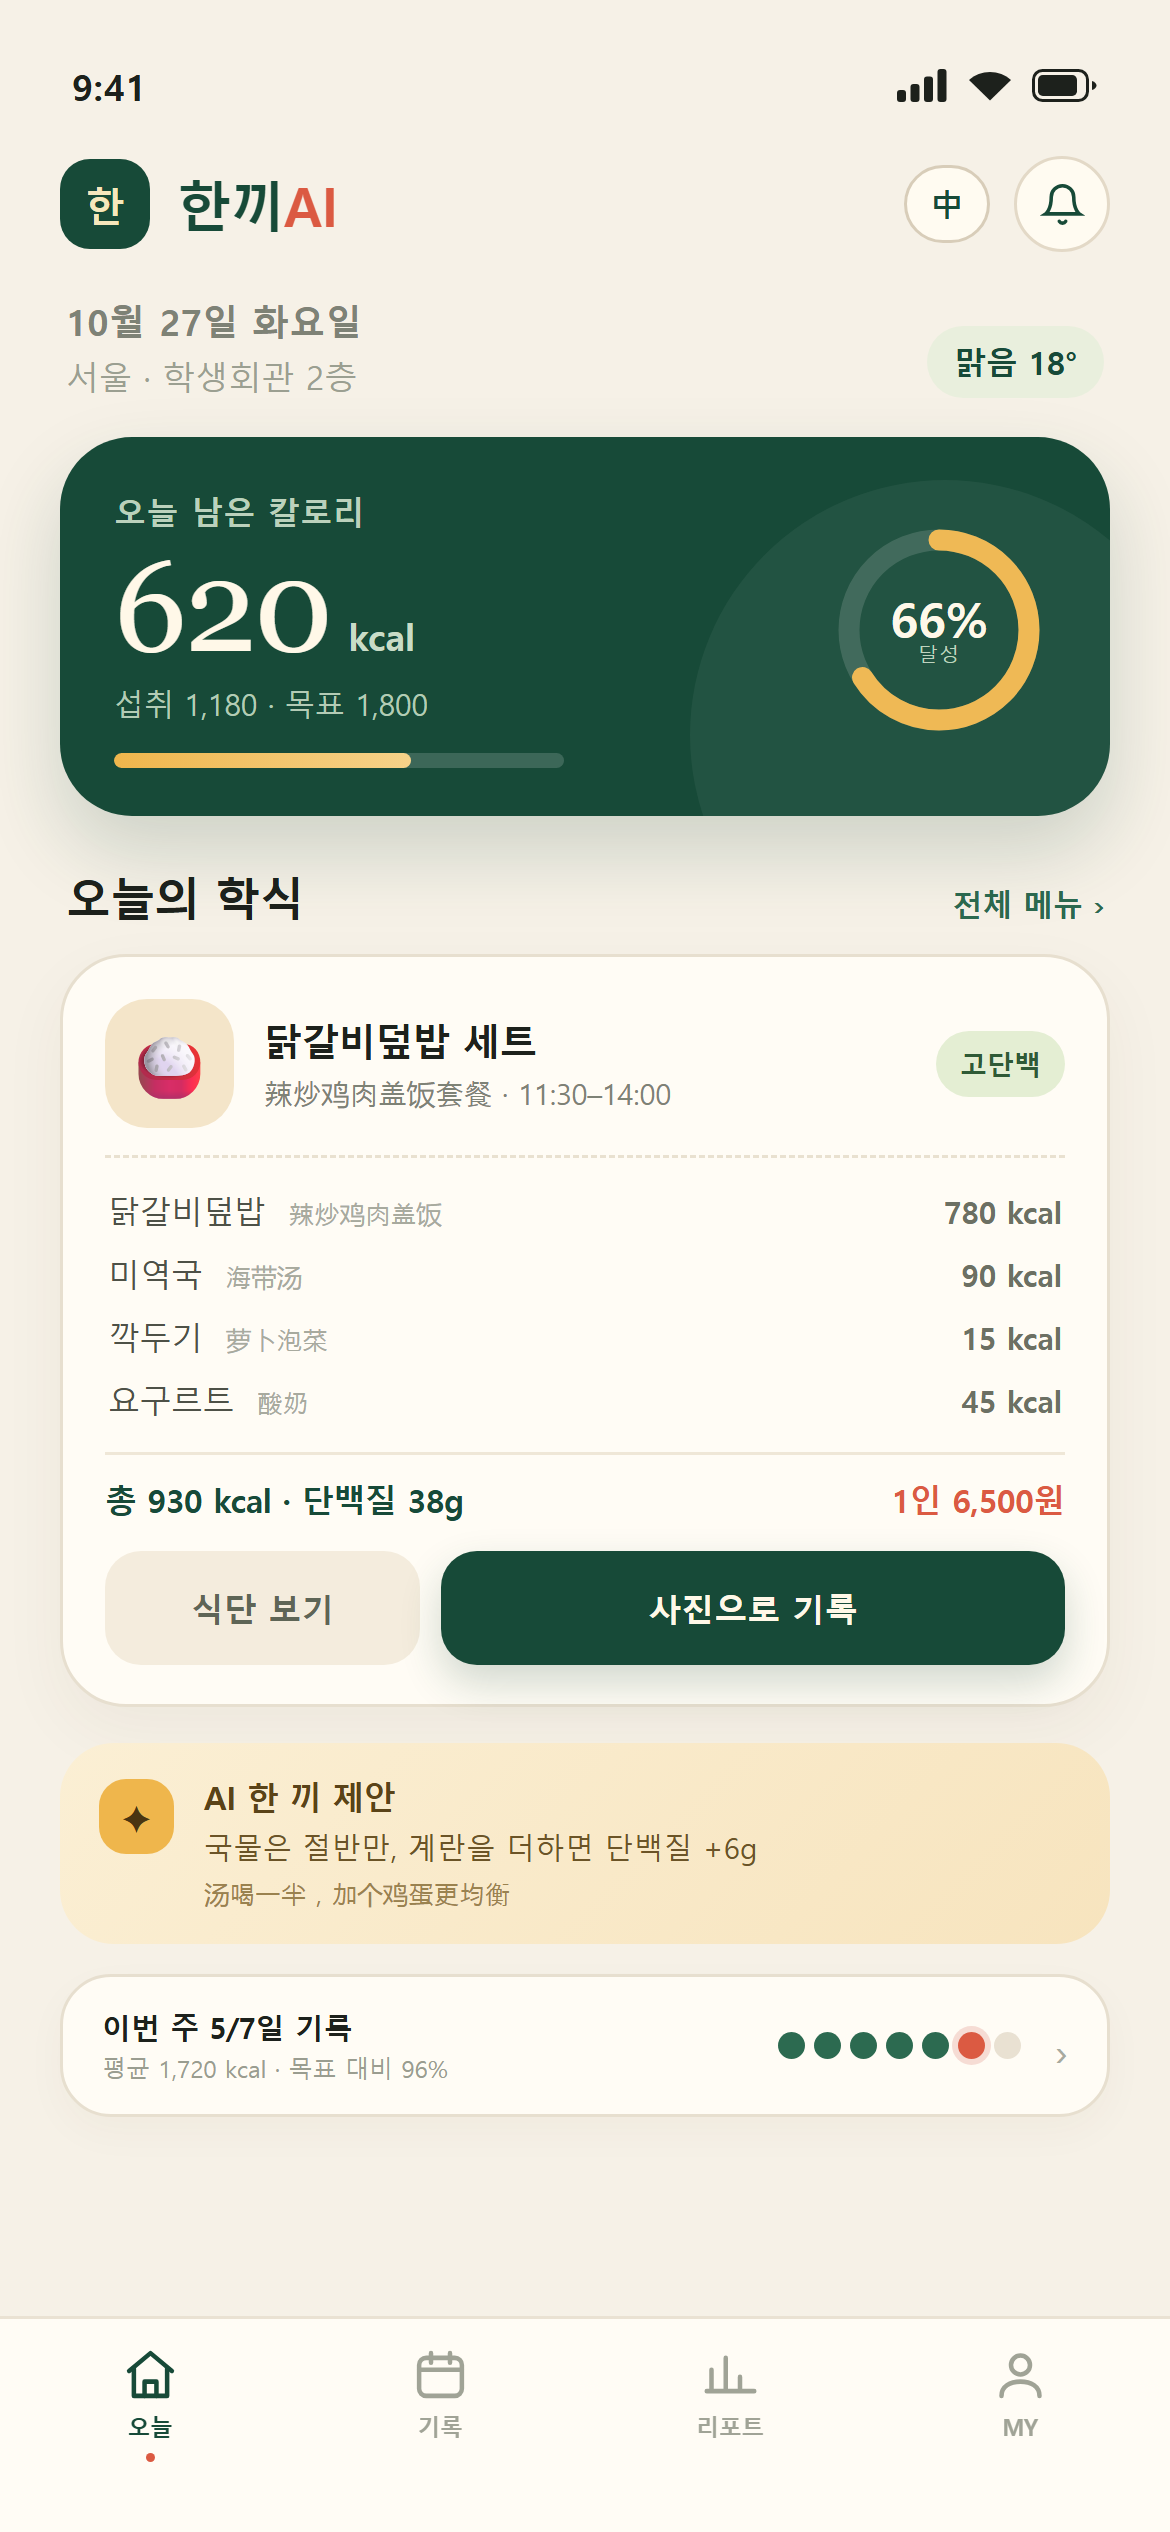 9:41
한 한끼AI 中
10월 27일 화요일
서울 · 학생회관 2층
맑음 18°
오늘 남은 칼로리
620 kcal
섭취 1,180 · 목표 1,800
66%
달성
오늘의 학식
전체 메뉴 ›
닭갈비덮밥 세트
辣炒鸡肉盖饭套餐 · 11:30–14:00
고단백
닭갈비덮밥 辣炒鸡肉盖饭 780 kcal
미역국 海带汤 90 kcal
깍두기 萝卜泡菜 15 kcal
요구르트 酸奶 45 kcal
총 930 kcal · 단백질 38g
1인 6,500원
식단 보기
사진으로 기록
AI 한 끼 제안
국물은 절반만, 계란을 더하면 단백질 +6g
汤喝一半，加个鸡蛋更均衡
이번 주 5/7일 기록
평균 1,720 kcal · 목표 대비 96%
›
오늘 기록 리포트 MY